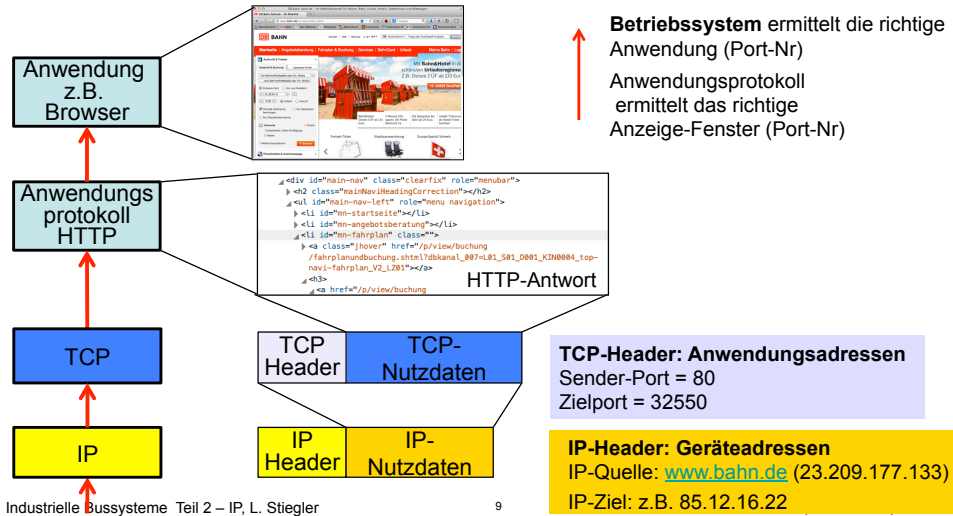 Anwendung
z.B.
Browser
BAHN
Betriebssystem ermittelt die richtige
Anwendung (Port-Nr)
Anwendungsprotokoll
ermittelt das richtige
Anzeige-Fenster (Port-Nr)
Anwendungs
protokoll
HTTP
<div id="main-nav" class="clearfix" role="menubar">
<h2 class="mainNaviHeadingCorrection"></h2>
<ul id="main-nav-left" role="menu navigation">
<li id="mn-startseite"></li>
<li id="mn-angebotsberatung"></li>
<li id="mn-fahrplan" class="">
<a class="jhover" href="/p/view/buchung
/fahrplanundbuchung.shtml?dbkanal_007=L01_S01_D001_KIN0004_top-
navi-fahrplan_V2_LZ01"></a>
<h3>
<a href="/p/view/buchung
HTTP-Antwort
TCP
TCP
Header
TCP-
Nutzdaten
TCP-Header: Anwendungsadressen
Sender-Port = 80
Zielport = 32550
IP
IP
Header
IP-
Nutzdaten
IP-Header: Geräteadressen
IP-Quelle: www.bahn.de (23.209.177.133)
IP-Ziel: z.B. 85.12.16.22
Industrielle Bussysteme Teil 2 – IP, L. Stiegler
9